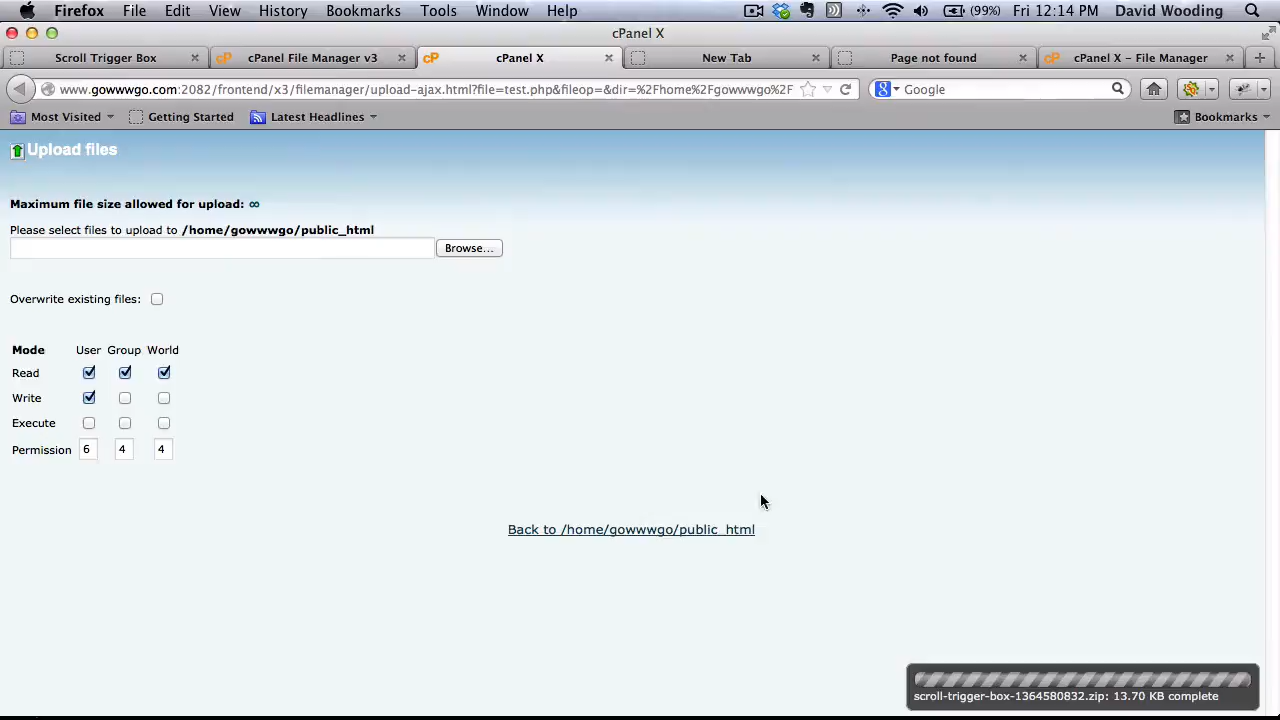 Firefox File Edit View History Bookmarks Tools Window Help (99%) Fri 12:14 PM David Wooding
cPanel X
Scroll Trigger Box cPanel File Manager v3 cPanel X New Tab Page not found cPanel X - File Manager
www.gowwwgo.com:2082/frontend/x3/filemanager/upload-ajax.html?file=test.php&fileop=&dir=%2Fhome%2Fgowwwgo%2F Google
Most Visited Getting Started Latest Headlines Bookmarks
Upload files
Maximum file size allowed for upload: ∞
Please select files to upload to /home/gowwwgo/public_html
Browse...
Overwrite existing files:
Mode User Group World
Read
Write
Execute
Permission 6 4 4
Back to /home/gowwwgo/public_html
scroll-trigger-box-1364580832.zip: 13.70 KB complete